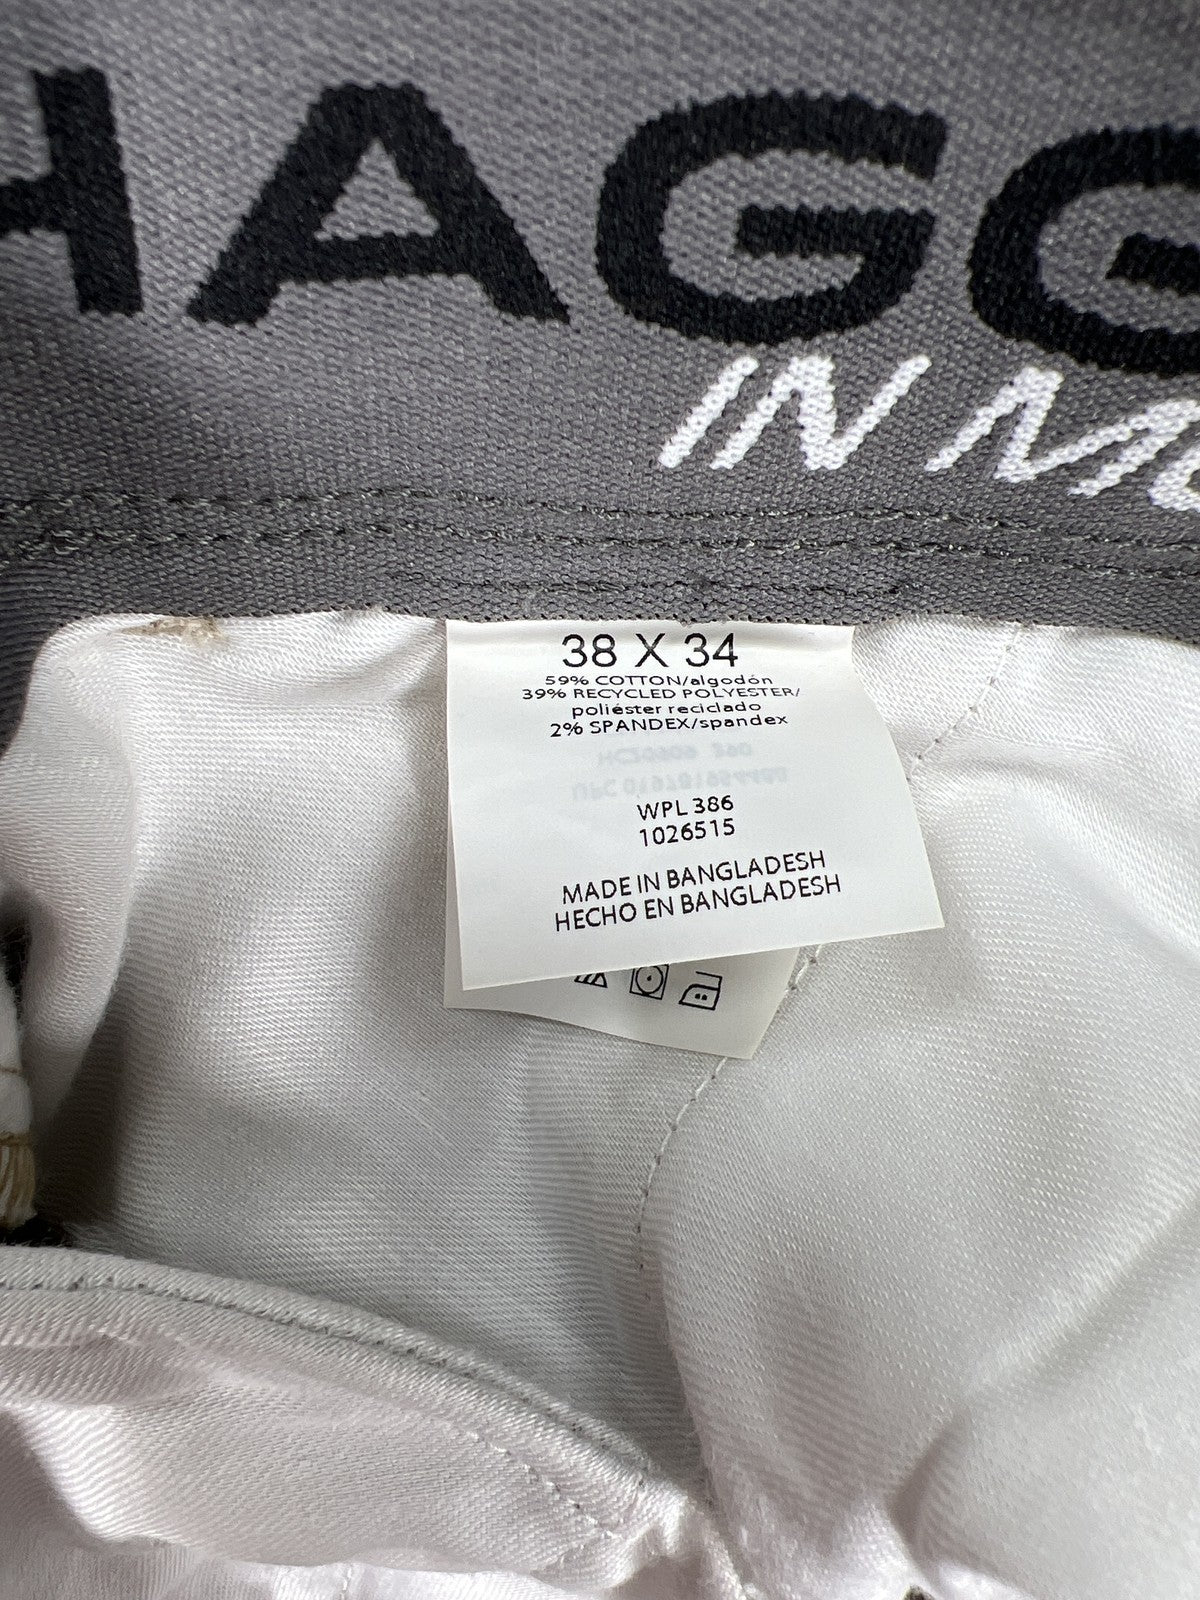 HAGG
IN MO
38 X 34
59% COTTON/algodón
39% RECYCLED POLYESTER/
poliéster reciclado
2% SPANDEX/spandex
WPL 386
1026515
MADE IN BANGLADESH
HECHO EN BANGLADESH